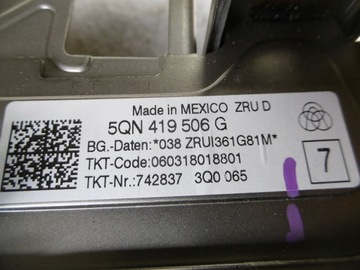 Made in MEXICO ZRU D
5QN 419 506 G
BG.-Daten:*038 ZRUI361G81M*
TKT-Code:060318018801
7
TKT-Nr.:742837 3Q0 065